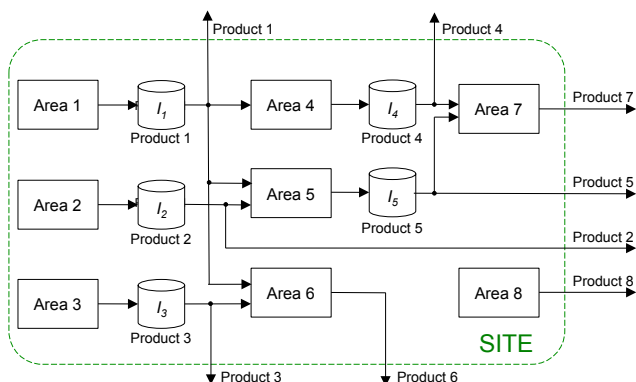 Product 1
Product 4
Area 1
I1
Product 1
Area 4
I4
Product 4
Area 7
Product 7
Area 2
I2
Product 2
Area 5
I5
Product 5
Product 5
Product 2
Area 3
I3
Product 3
Area 6
Area 8
Product 8
SITE
Product 3
Product 6